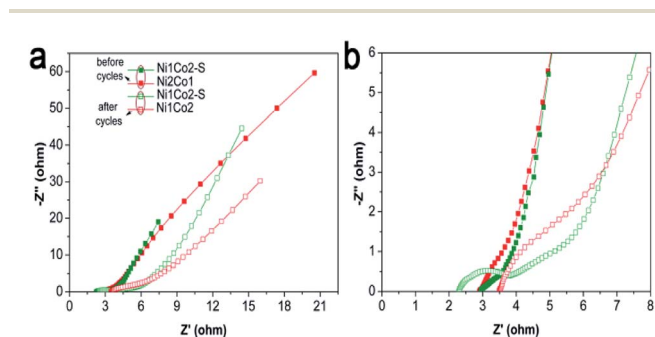 a
before cycles
Ni1Co2-S
Ni2Co1
after cycles
Ni1Co2-S
Ni1Co2
-Z'' (ohm)
60
50
40
30
20
10
0
0 3 6 9 12 15 18 21
Z' (ohm)
b
-Z'' (ohm)
6
5
4
3
2
1
0
0 1 2 3 4 5 6 7 8
Z' (ohm)